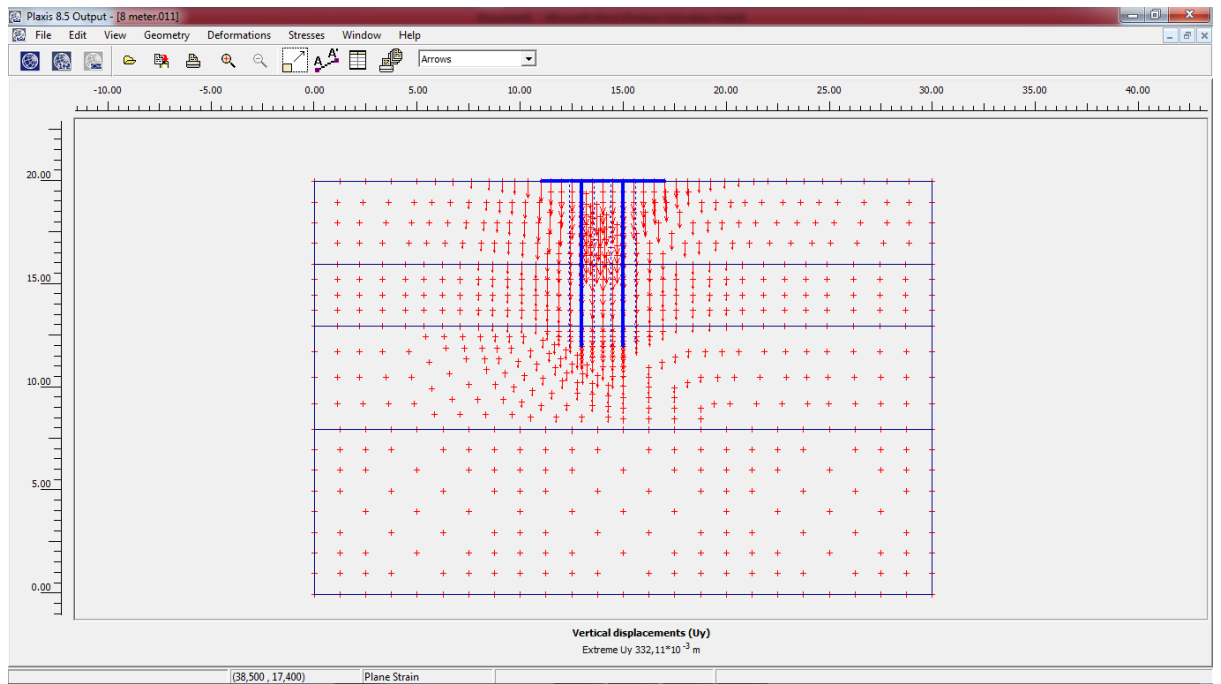 Plaxis 8.5 Output - [8 meter.011]
File Edit View Geometry Deformations Stresses Window Help
A A' Arrows
-10.00 -5.00 0.00 5.00 10.00 15.00 20.00 25.00 30.00 35.00 40.00
20.00
15.00
10.00
5.00
0.00
Vertical displacements (Uy)
Extreme Uy 332,11*10 -3 m
(38,500 , 17,400) Plane Strain